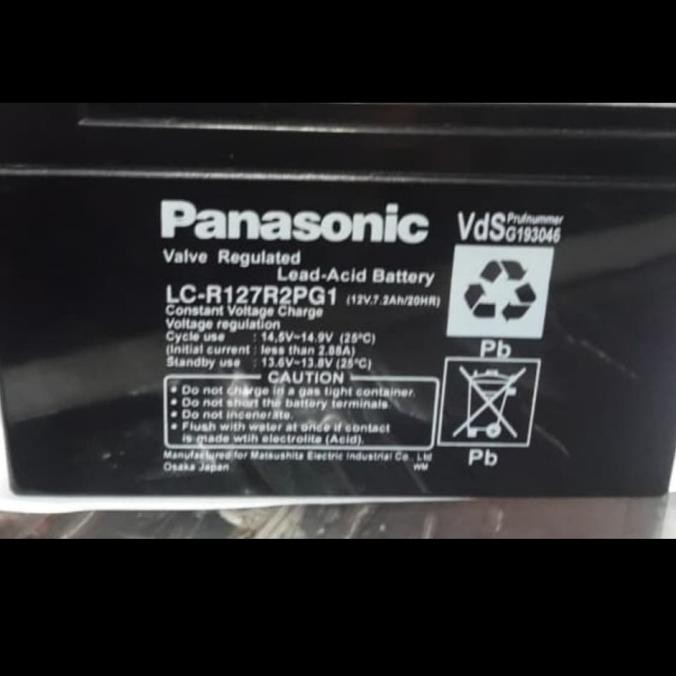 Panasonic
VdS Prufnummer G193046
Valve Regulated
Lead-Acid Battery
LC-R127R2PG1 (12V,7.2Ah/20HR)
Constant Voltage Charge
Voltage regulation
Cycle use : 14.5V~14.9V (25°C)
(Initial current : less than 2.88A)
Standby use : 13.6V~13.8V (25°C)
Pb
CAUTION
• Do not charge in a gas tight container.
• Do not short the battery terminals.
• Do not incenerate.
• Flush with water at once if contact
is made wtih electrolite (Acid).
Pb
Manufactured for Matsushita Electric Industrial Co., Ltd
Osaka Japan WM